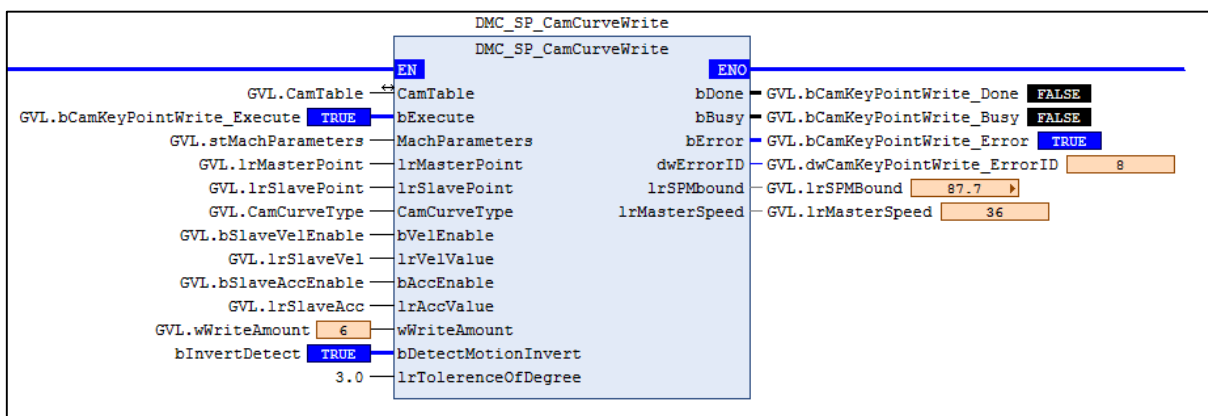 DMC_SP_CamCurveWrite
DMC_SP_CamCurveWrite
EN ENO
GVL.CamTable CamTable bDone GVL.bCamKeyPointWrite_Done FALSE
GVL.bCamKeyPointWrite_Execute TRUE bExecute bBusy GVL.bCamKeyPointWrite_Busy FALSE
GVL.stMachParameters MachParameters bError GVL.bCamKeyPointWrite_Error TRUE
GVL.lrMasterPoint lrMasterPoint dwErrorID GVL.dwCamKeyPointWrite_ErrorID 8
GVL.lrSlavePoint lrSlavePoint lrSPMbound GVL.lrSPMBound 87.7
GVL.CamCurveType CamCurveType lrMasterSpeed GVL.lrMasterSpeed 36
GVL.bSlaveVelEnable bVelEnable
GVL.lrSlaveVel lrVelValue
GVL.bSlaveAccEnable bAccEnable
GVL.lrSlaveAcc lrAccValue
GVL.wWriteAmount 6 wWriteAmount
bInvertDetect TRUE bDetectMotionInvert
3.0 lrTolerenceOfDegree